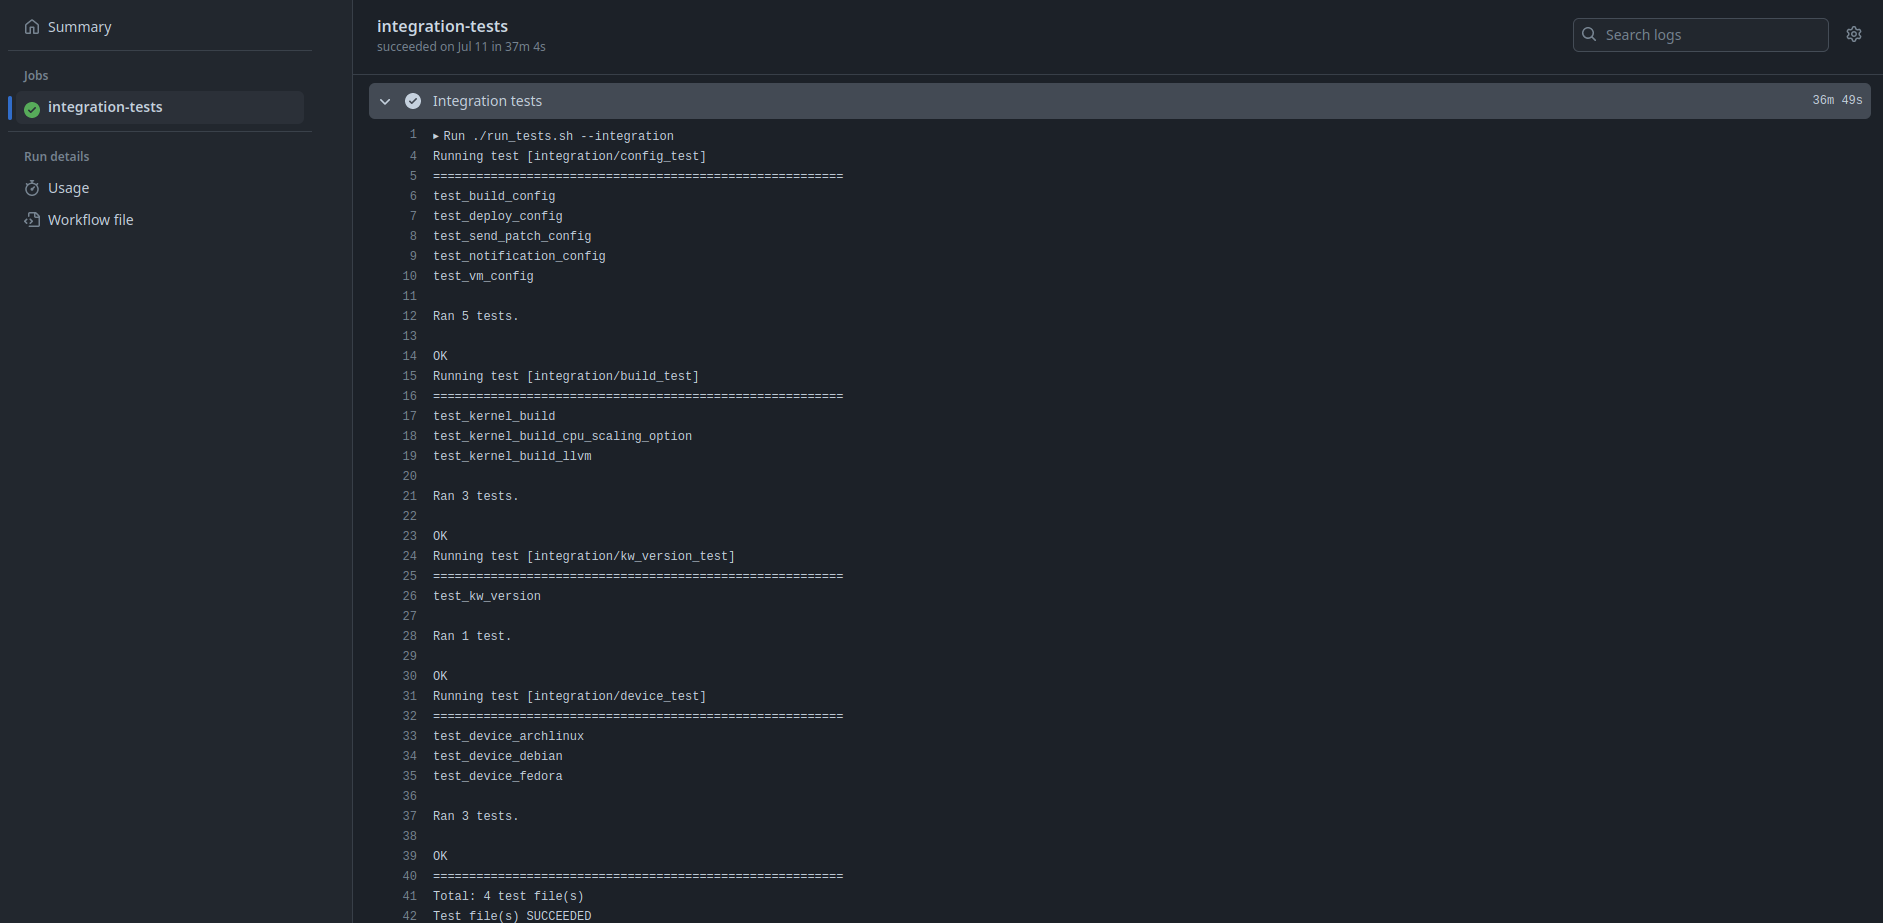 Summary
Jobs
integration-tests
Run details
Usage
Workflow file
integration-tests
succeeded on Jul 11 in 37m 4s
Search logs
Integration tests
36m 49s
1 ▸ Run ./run_tests.sh --integration
4 Running test [integration/config_test]
5 =========================================================
6 test_build_config
7 test_deploy_config
8 test_send_patch_config
9 test_notification_config
10 test_vm_config
11
12 Ran 5 tests.
13
14 OK
15 Running test [integration/build_test]
16 =========================================================
17 test_kernel_build
18 test_kernel_build_cpu_scaling_option
19 test_kernel_build_llvm
20
21 Ran 3 tests.
22
23 OK
24 Running test [integration/kw_version_test]
25 =========================================================
26 test_kw_version
27
28 Ran 1 test.
29
30 OK
31 Running test [integration/device_test]
32 =========================================================
33 test_device_archlinux
34 test_device_debian
35 test_device_fedora
36
37 Ran 3 tests.
38
39 OK
40 =========================================================
41 Total: 4 test file(s)
42 Test file(s) SUCCEEDED